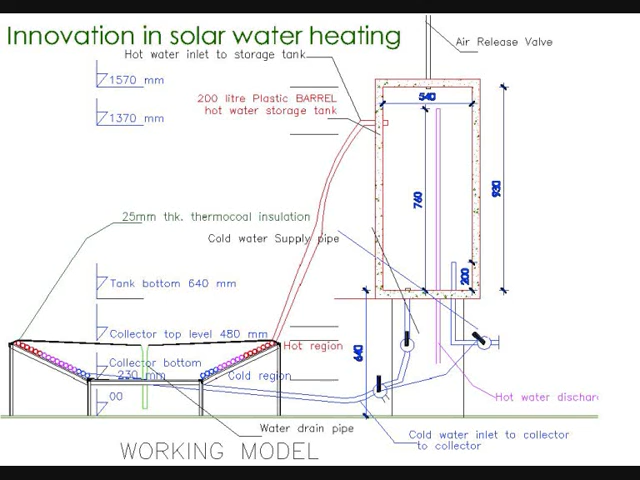 Innovation in solar water heating
Hot water inlet to storage tank
Air Release Valve
1570 mm
200 litre Plastic BARREL
hot water storage tank
1370 mm
540
760
930
25mm thk. thermocoal insulation
Cold water Supply pipe
200
Tank bottom 640 mm
Collector top level 480 mm
Hot region
640
Collector bottom
230 mm
Cold region
00
Hot water discharg
Water drain pipe
Cold water inlet to collector
to collector
WORKING MODEL